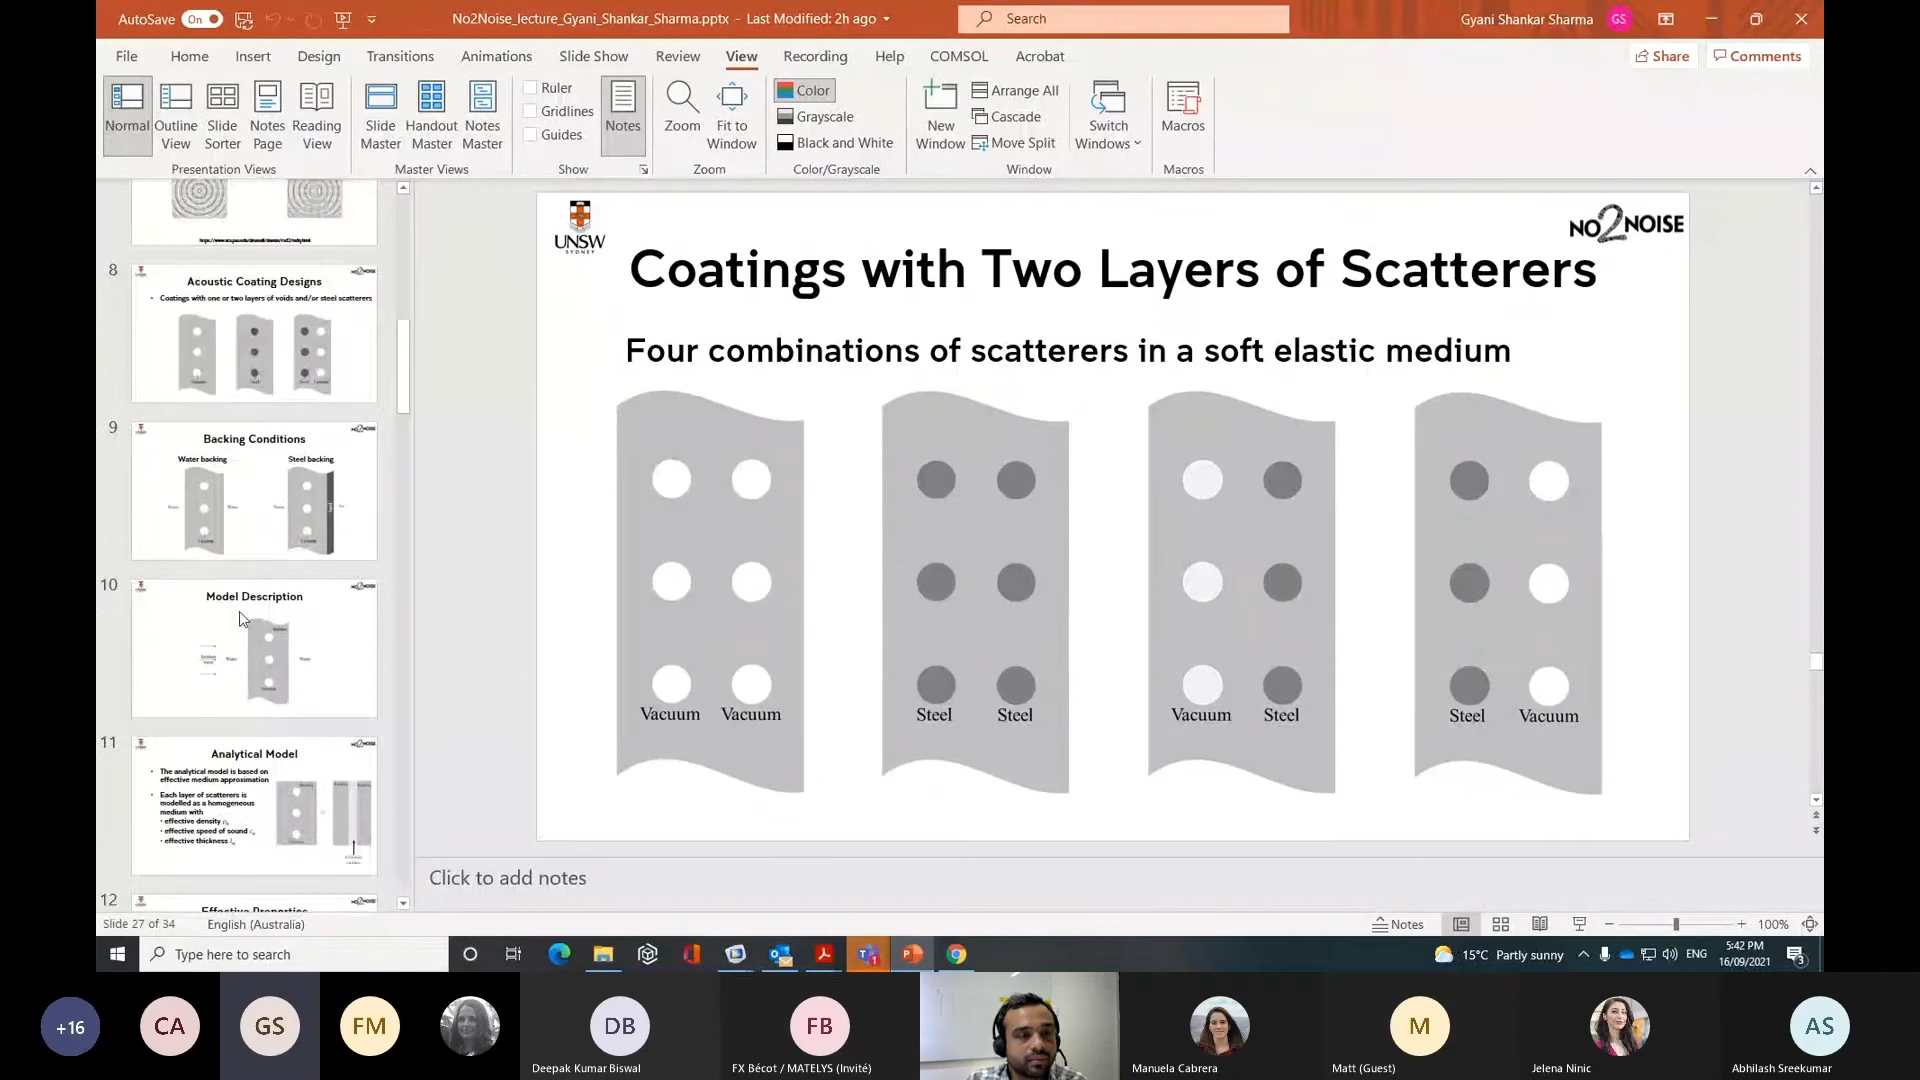 AutoSave On
No2Noise_lecture_Gyani_Shankar_Sharma.pptx - Last Modified: 2h ago
Search
Gyani Shankar Sharma GS
File Home Insert Design Transitions Animations Slide Show Review View Recording Help COMSOL Acrobat
Share Comments
Normal Outline View Slide Sorter Notes Page Reading View
Presentation Views
Slide Master Handout Master Notes Master
Master Views
Ruler
Gridlines
Guides
Notes
Show
Zoom Fit to Window
Zoom
Color
Grayscale
Black and White
Color/Grayscale
New Window
Arrange All
Cascade
Move Split
Switch Windows
Window
Macros
Macros
8
Acoustic Coating Designs
• Coatings with one or two layers of voids and/or steel scatterers
9
Backing Conditions
Water backing Steel backing
10
Model Description
11
Analytical Model
• The analytical model is based on
effective medium approximation
• Each layer of scatterers is
modelled as a homogeneous
medium with
• effective density
• effective speed of sound
• effective thickness
12
Effective Properties
UNSW
SYDNEY
NO2NOISE
Coatings with Two Layers of Scatterers
Four combinations of scatterers in a soft elastic medium
Vacuum Vacuum
Steel Steel
Vacuum Steel
Steel Vacuum
Click to add notes
Slide 27 of 34 English (Australia)
Notes
100%
Type here to search
15°C Partly sunny
ENG
5:42 PM
16/09/2021
3
+16
CA
GS
FM
DB
Deepak Kumar Biswal
FB
FX Bécot / MATELYS (Invité)
Manuela Cabrera
M
Matt (Guest)
Jelena Ninic
AS
Abhilash Sreekumar